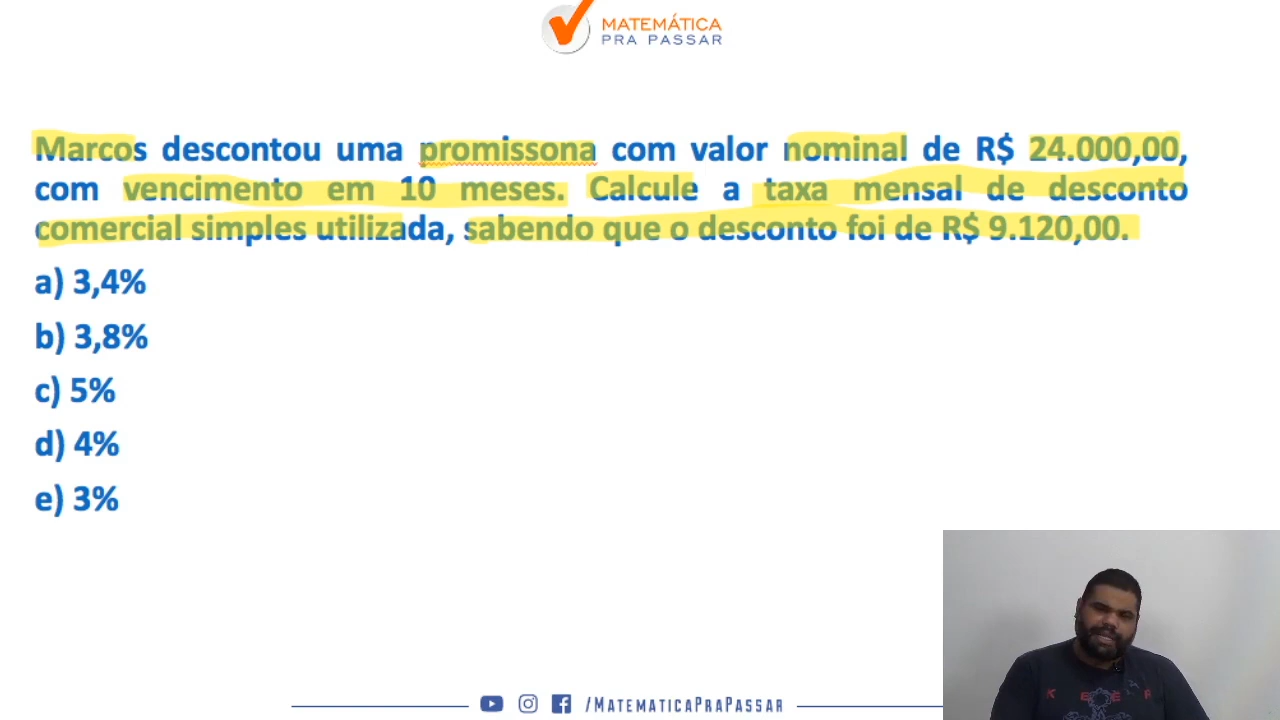 MATEMÁTICA
PRA PASSAR
Marcos descontou uma promissona com valor nominal de R$ 24.000,00,
com vencimento em 10 meses. Calcule a taxa mensal de desconto
comercial simples utilizada, sabendo que o desconto foi de R$ 9.120,00.
a) 3,4%
b) 3,8%
c) 5%
d) 4%
e) 3%
/MATEMATICAPRAPASSAR